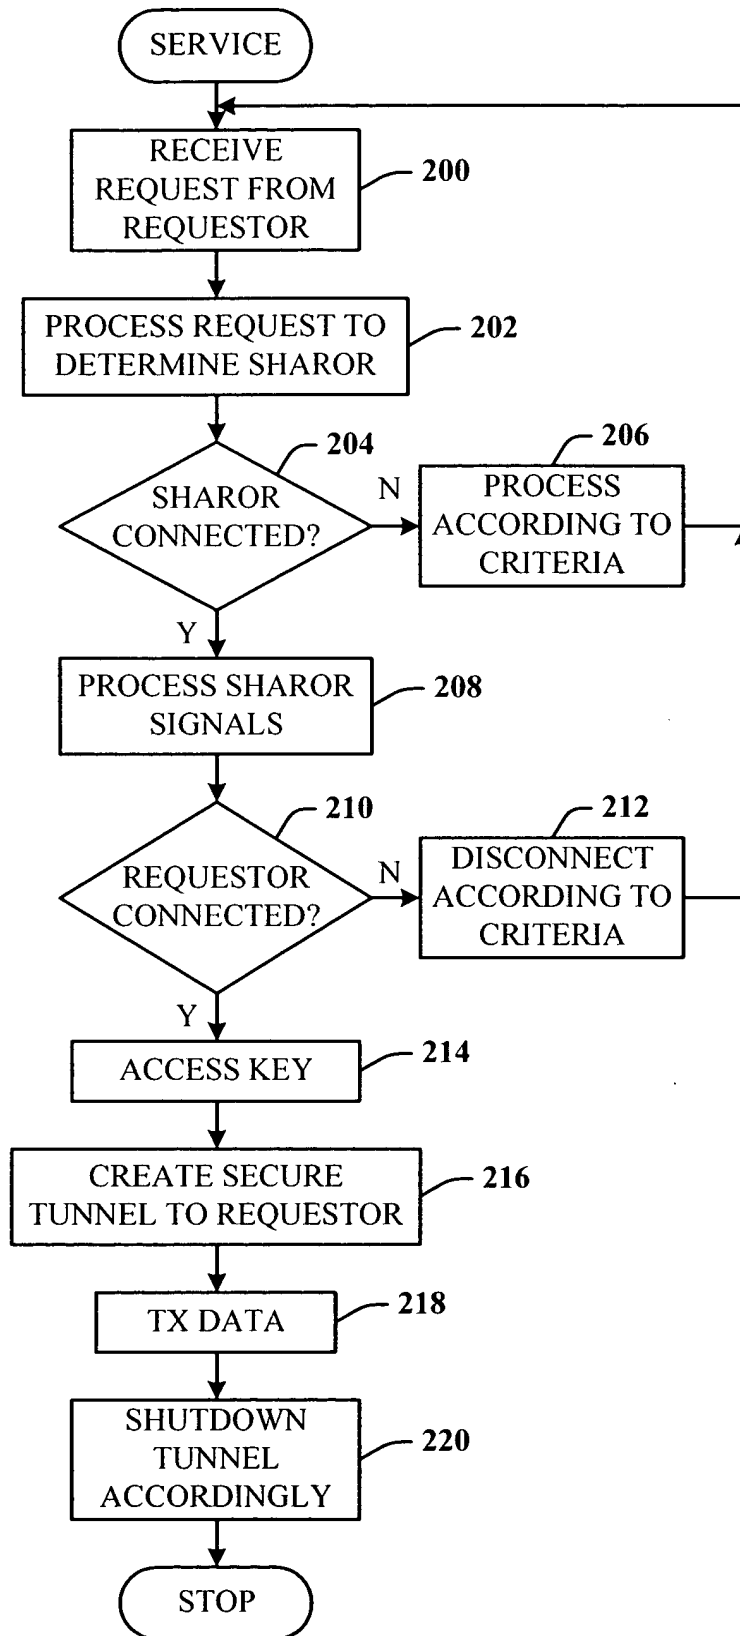 SERVICE
RECEIVE
REQUEST FROM
REQUESTOR
200
PROCESS REQUEST TO
DETERMINE SHAROR
202
204
SHAROR
CONNECTED?
N
206
PROCESS
ACCORDING TO
CRITERIA
Y
PROCESS SHAROR
SIGNALS
208
210
REQUESTOR
CONNECTED?
N
212
DISCONNECT
ACCORDING TO
CRITERIA
Y
ACCESS KEY
214
CREATE SECURE
TUNNEL TO REQUESTOR
216
TX DATA
218
SHUTDOWN
TUNNEL
ACCORDINGLY
220
STOP